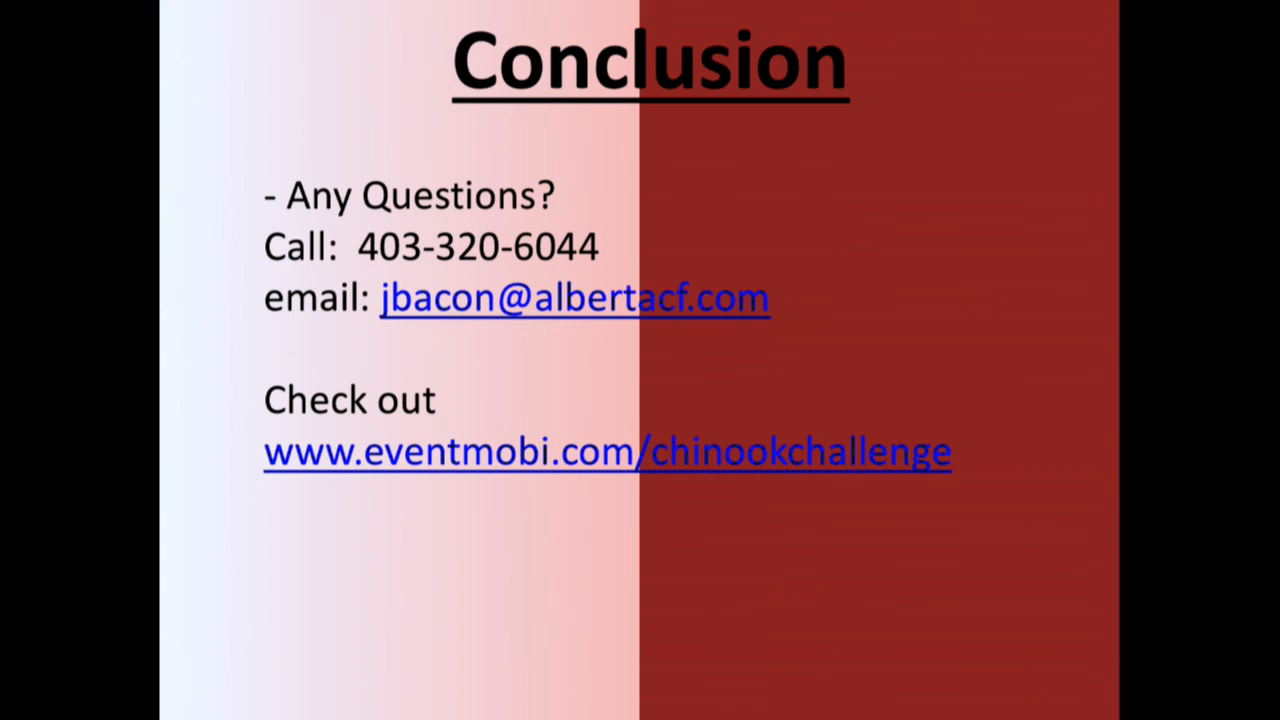 Conclusion
- Any Questions?
Call: 403-320-6044
email: jbacon@albertacf.com
Check out
www.eventmobi.com/chinookchallenge